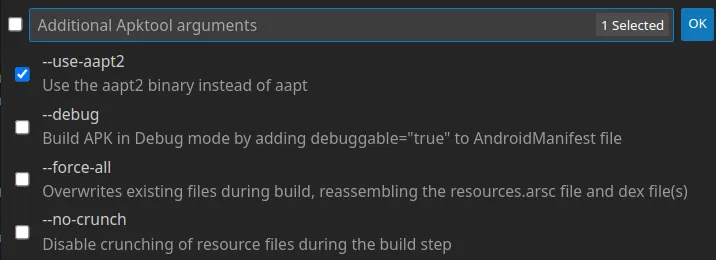 Additional Apktool arguments 1 Selected OK
--use-aapt2
Use the aapt2 binary instead of aapt
--debug
Build APK in Debug mode by adding debuggable="true" to AndroidManifest file
--force-all
Overwrites existing files during build, reassembling the resources.arsc file and dex file(s)
--no-crunch
Disable crunching of resource files during the build step